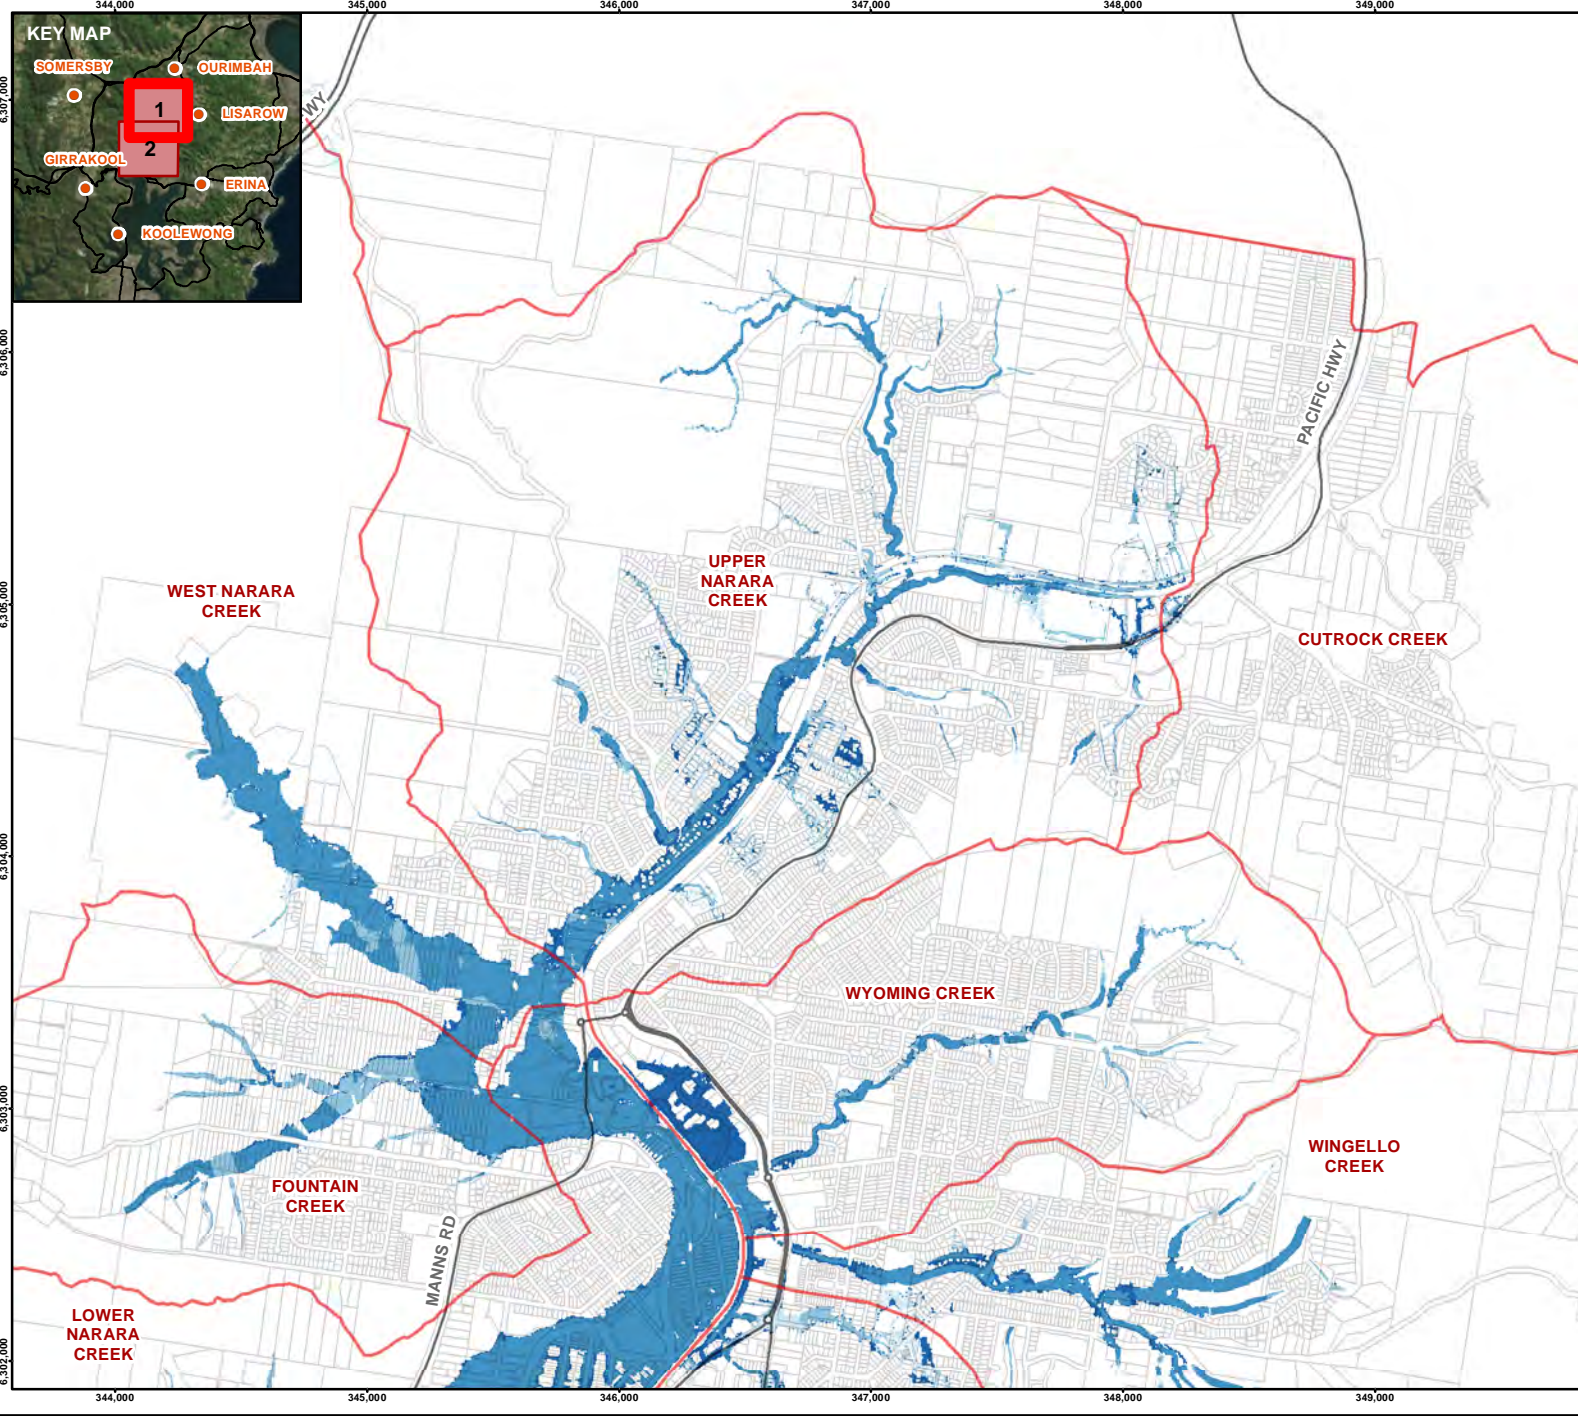 344,000
345,000
346,000
347,000
348,000
349,000
KEY MAP
SOMERSBY
OURIMBAH
1
LISAROW
2
GIRRAKOOL
ERINA
KOOLEWONG
WY
6,307,000
6,306,000
6,305,000
6,304,000
6,303,000
6,302,000
PACIFIC HWY
UPPER
NARARA
CREEK
WEST NARARA
CREEK
CUTROCK CREEK
WYOMING CREEK
WINGELLO
CREEK
FOUNTAIN
CREEK
MANNS RD
LOWER
NARARA
CREEK
344,000
345,000
346,000
347,000
348,000
349,000